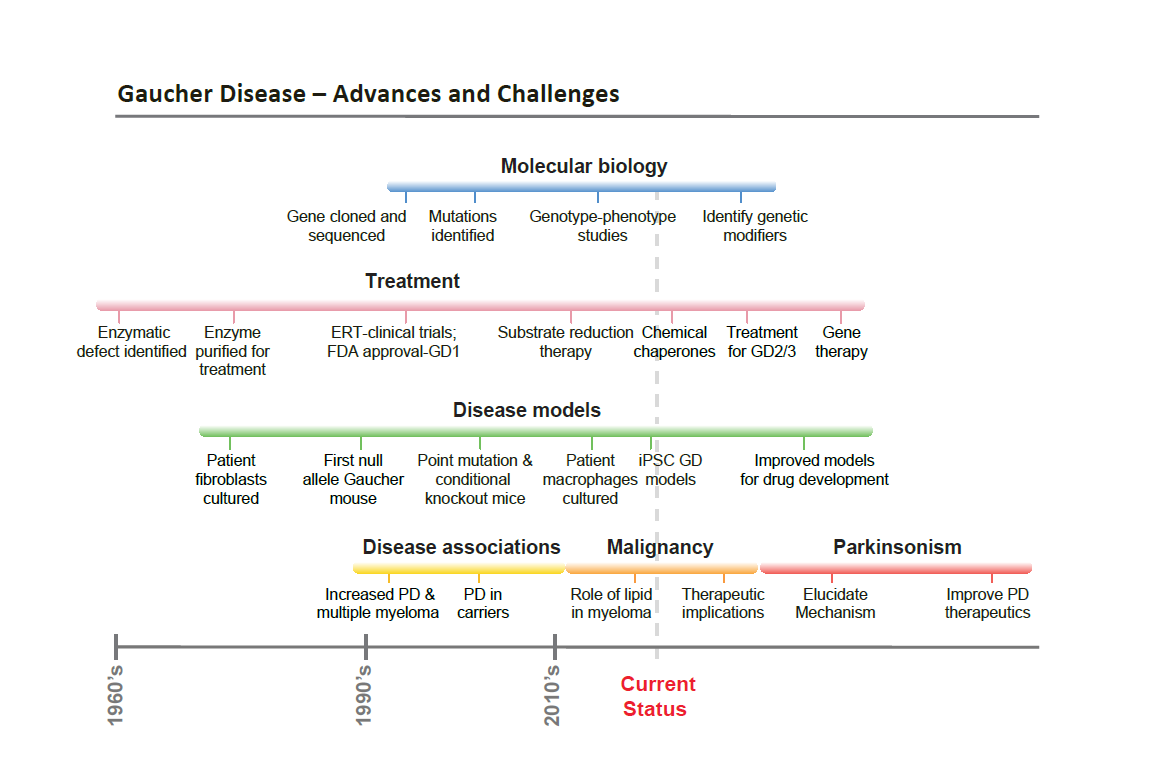 Gaucher Disease – Advances and Challenges
Molecular biology
Gene cloned and
sequenced
Mutations
identified
Genotype-phenotype
studies
Identify genetic
modifiers
Treatment
Enzymatic
defect identified
Enzyme
purified for
treatment
ERT-clinical trials;
FDA approval-GD1
Substrate reduction
therapy
Chemical
chaperones
Treatment
for GD2/3
Gene
therapy
Disease models
Patient
fibroblasts
cultured
First null
allele Gaucher
mouse
Point mutation &
conditional
knockout mice
Patient
macrophages
cultured
iPSC GD
models
Improved models
for drug development
Disease associations
Increased PD &
multiple myeloma
PD in
carriers
Malignancy
Role of lipid
in myeloma
Therapeutic
implications
Parkinsonism
Elucidate
Mechanism
Improve PD
therapeutics
1960's
1990's
2010's
Current
Status